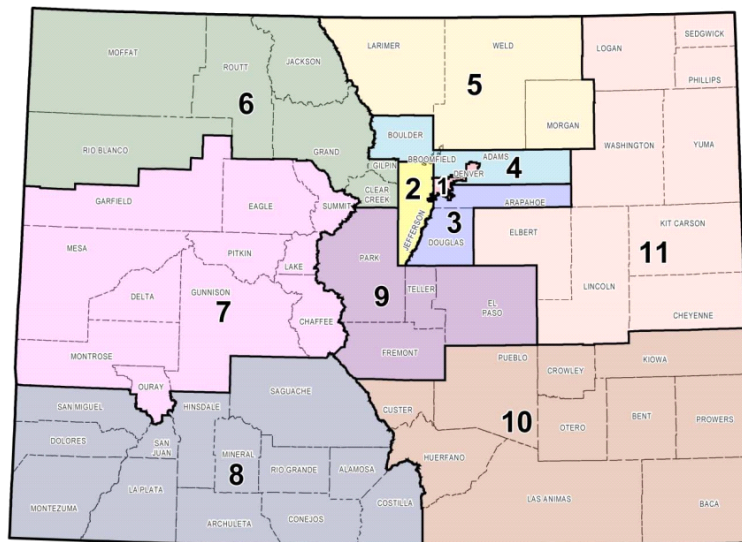 MOFFAT
ROUTT
JACKSON
LARIMER
WELD
LOGAN
SEDGWICK
PHILLIPS
6
5
MORGAN
RIO BLANCO
GRAND
BOULDER
WASHINGTON
YUMA
GILPIN
BROOMFIELD
ADAMS
4
DENVER
1
CLEAR
CREEK
2
JEFFERSON
GARFIELD
EAGLE
SUMMIT
ARAPAHOE
3
DOUGLAS
ELBERT
KIT CARSON
11
MESA
PITKIN
LAKE
PARK
9
TELLER
EL
PASO
LINCOLN
CHEYENNE
DELTA
GUNNISON
7
CHAFFEE
FREMONT
MONTROSE
OURAY
PUEBLO
CROWLEY
KIOWA
SAN MIGUEL
HINSDALE
SAGUACHE
CUSTER
10
OTERO
BENT
PROWERS
DOLORES
SAN
JUAN
MINERAL
8
RIO GRANDE
ALAMOSA
HUERFANO
MONTEZUMA
LA PLATA
ARCHULETA
CONEJOS
COSTILLA
LAS ANIMAS
BACA